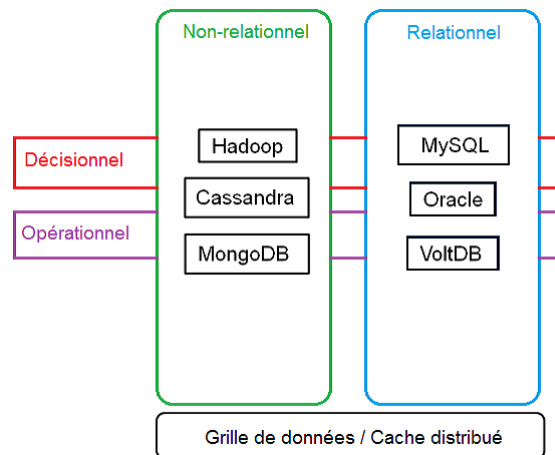 Non-relationnel
Relationnel
Décisionnel
Hadoop
MySQL
Cassandra
Oracle
Opérationnel
MongoDB
VoltDB
Grille de données / Cache distribué